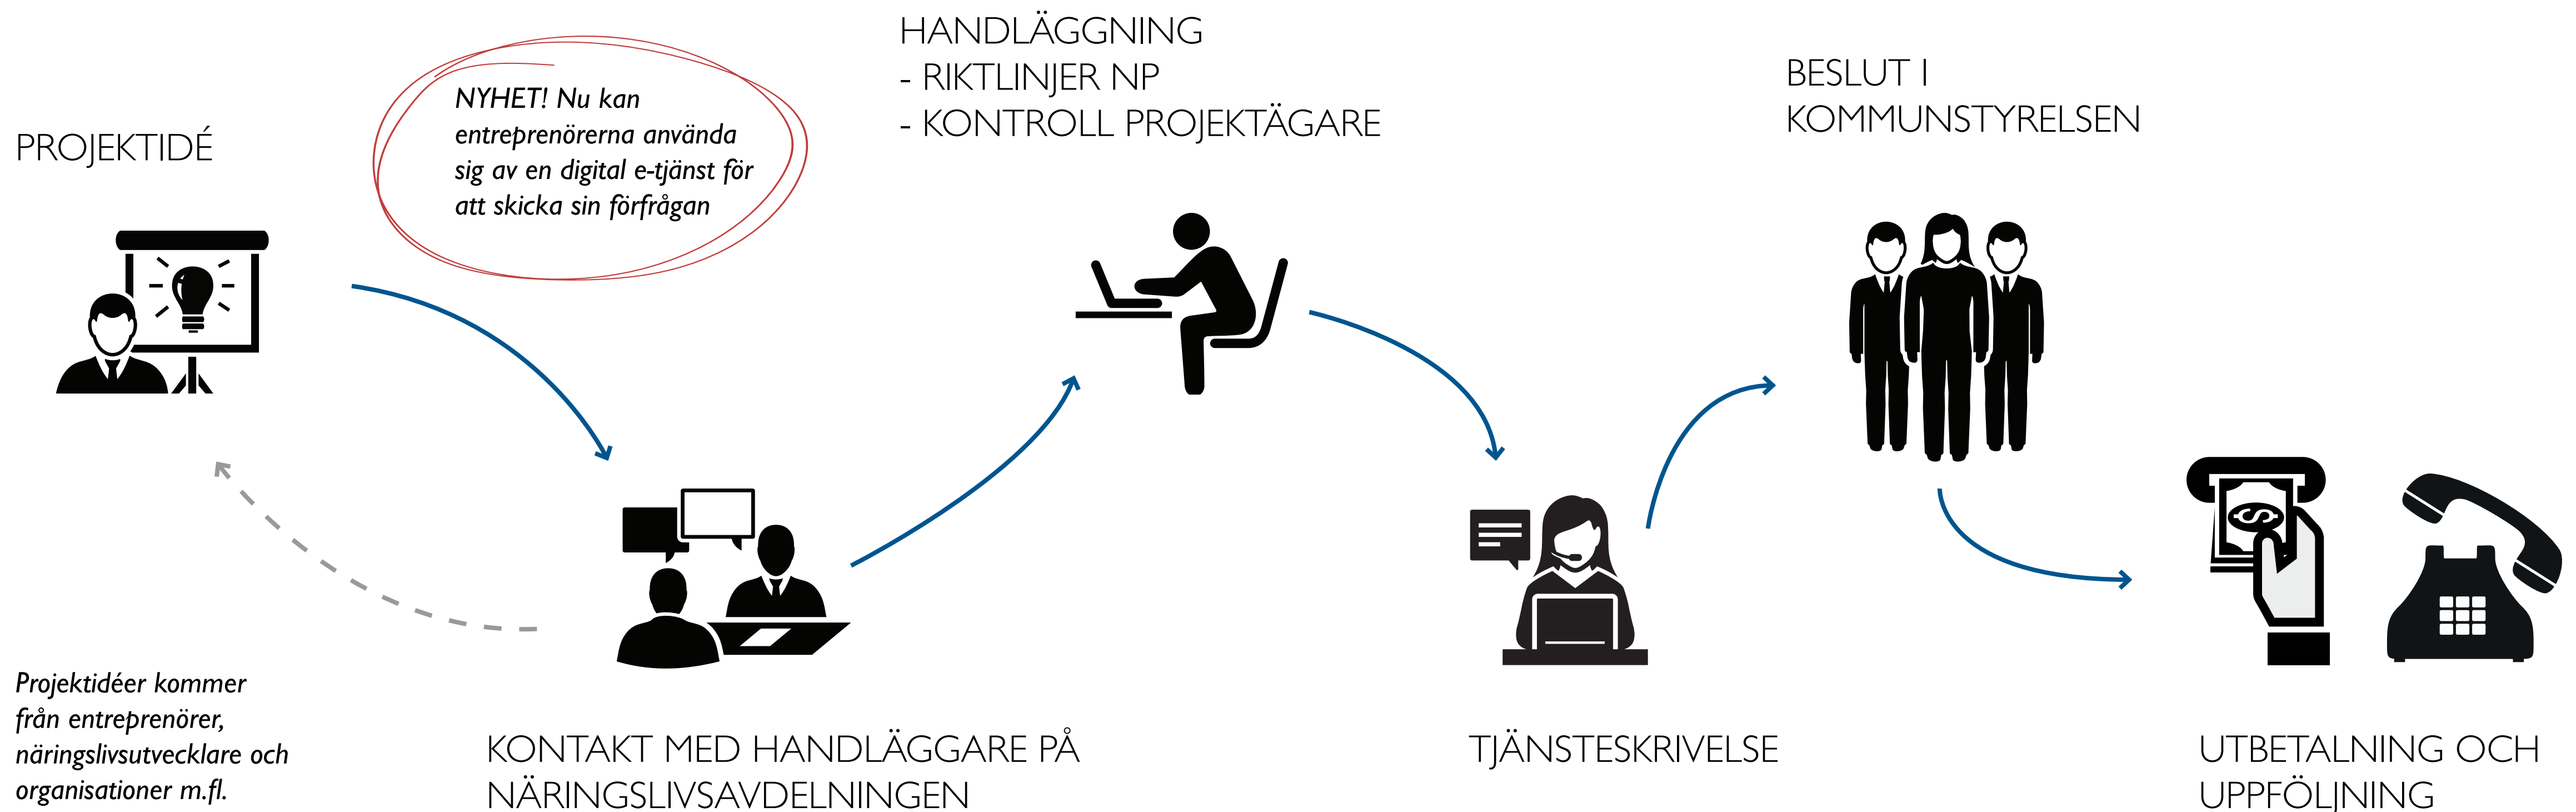 PROJEKTIDÉ
NYHET! Nu kan
entreprenörerna använda
sig av en digital e-tjänst för
att skicka sin förfrågan
HANDLÄGGNING
- RIKTLINJER NP
- KONTROLL PROJEKTÄGARE
BESLUT I
KOMMUNSTYRELSEN
Projektidéer kommer
från entreprenörer,
näringslivsutvecklare och
organisationer m.fl.
KONTAKT MED HANDLÄGGARE PÅ
NÄRINGSLIVSAVDELNINGEN
TJÄNSTESKRIVELSE
UTBETALNING OCH
UPPFÖLJNING